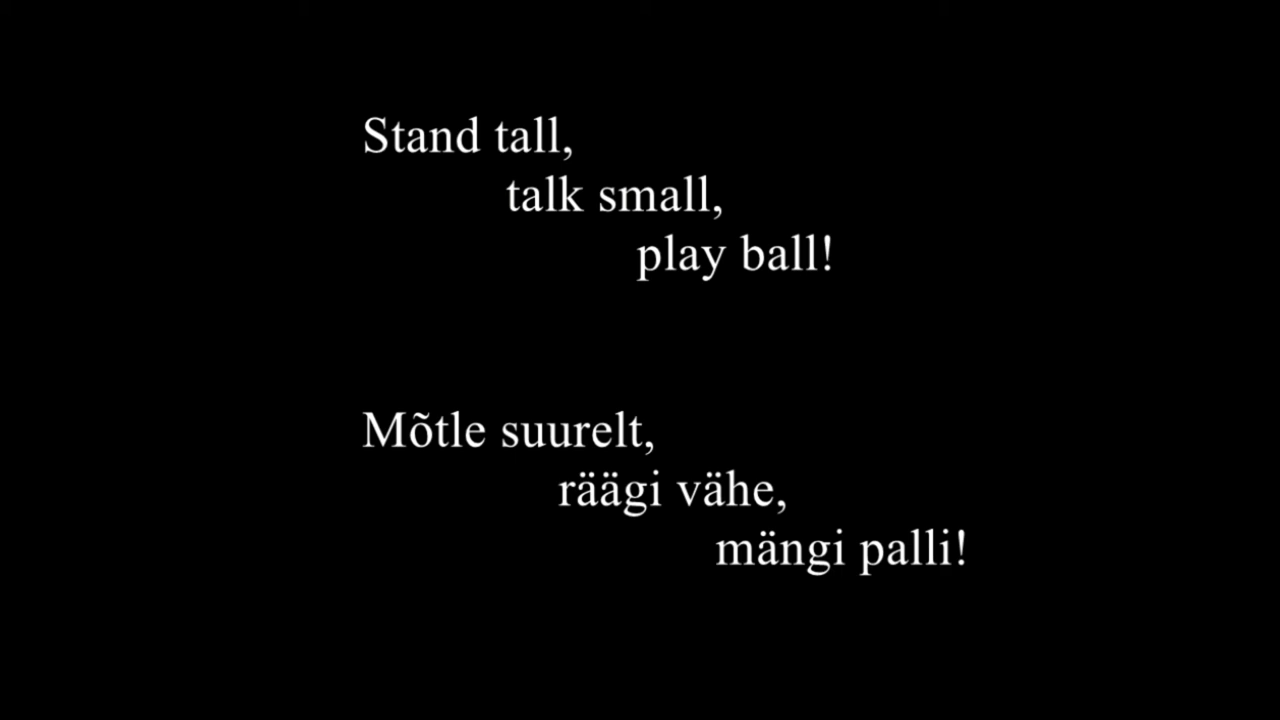 Stand tall,
talk small,
play ball!
Mõtle suurelt,
räägi vähe,
mängi palli!